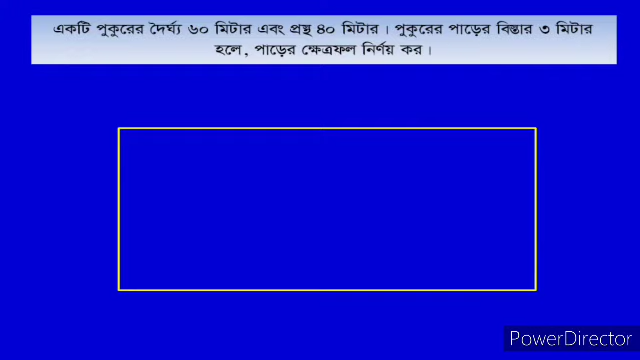 একটি পুকুরের দৈর্ঘ্য ৬০ মিটার এবং প্রস্থ ৪০ মিটার। পুকুরের পাড়ের বিস্তার ৩ মিটার
হলে, পাড়ের ক্ষেত্রফল নির্ণয় কর।
PowerDirector